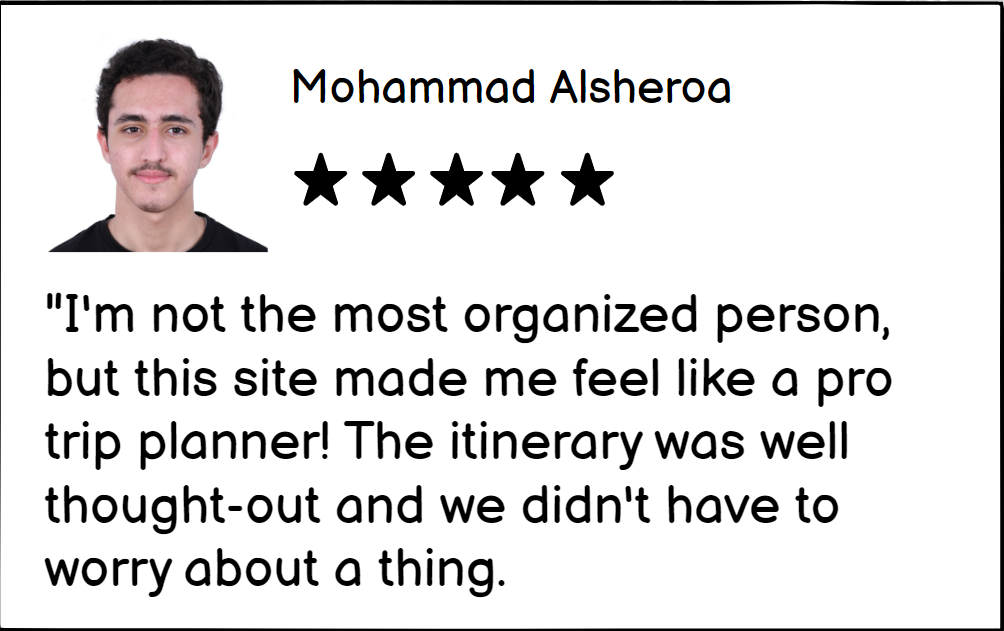 Mohammad Alsheroa
"I'm not the most organized person,
but this site made me feel like a pro
trip planner! The itinerary was well
thought-out and we didn't have to
worry about a thing.